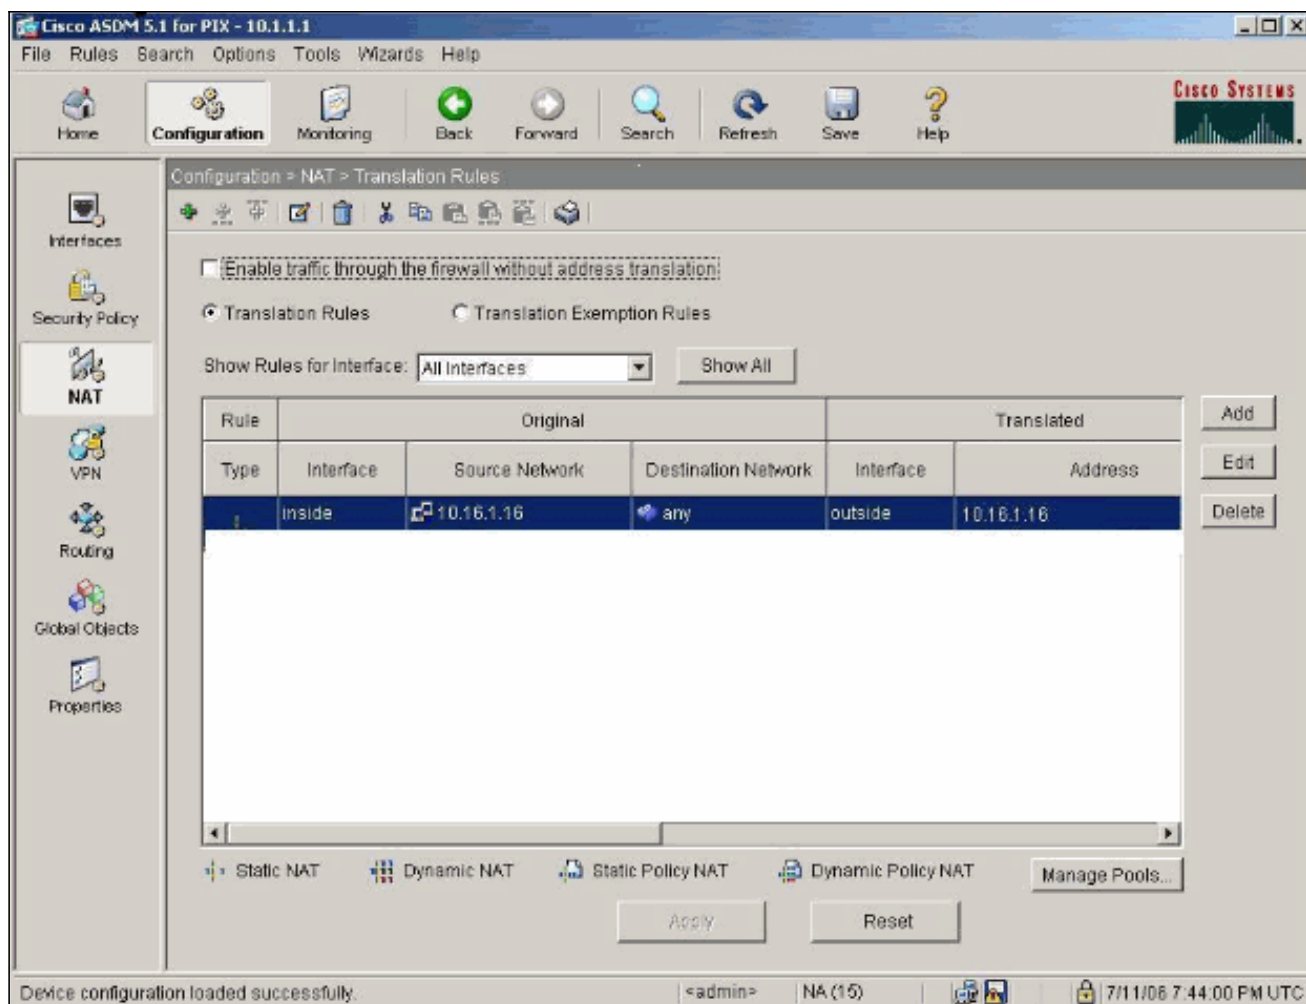 Cisco ASDM 5.1 for PIX - 10.1.1.1
File Rules Search Options Tools Wizards Help
Home Configuration Monitoring Back Forward Search Refresh Save Help
CISCO SYSTEMS
Configuration > NAT > Translation Rules
Interfaces
Security Policy
NAT
VPN
Routing
Global Objects
Properties
Enable traffic through the firewall without address translation
Translation Rules Translation Exemption Rules
Show Rules for Interface: All Interfaces Show All
Rule Original Translated
Type Interface Source Network Destination Network Interface Address
inside 10.16.1.16 any outside 10.16.1.16
Add
Edit
Delete
Static NAT Dynamic NAT Static Policy NAT Dynamic Policy NAT Manage Pools...
Apply Reset
Device configuration loaded successfully. <admin> NA (15) 7/11/06 7:44:00 PM UTC